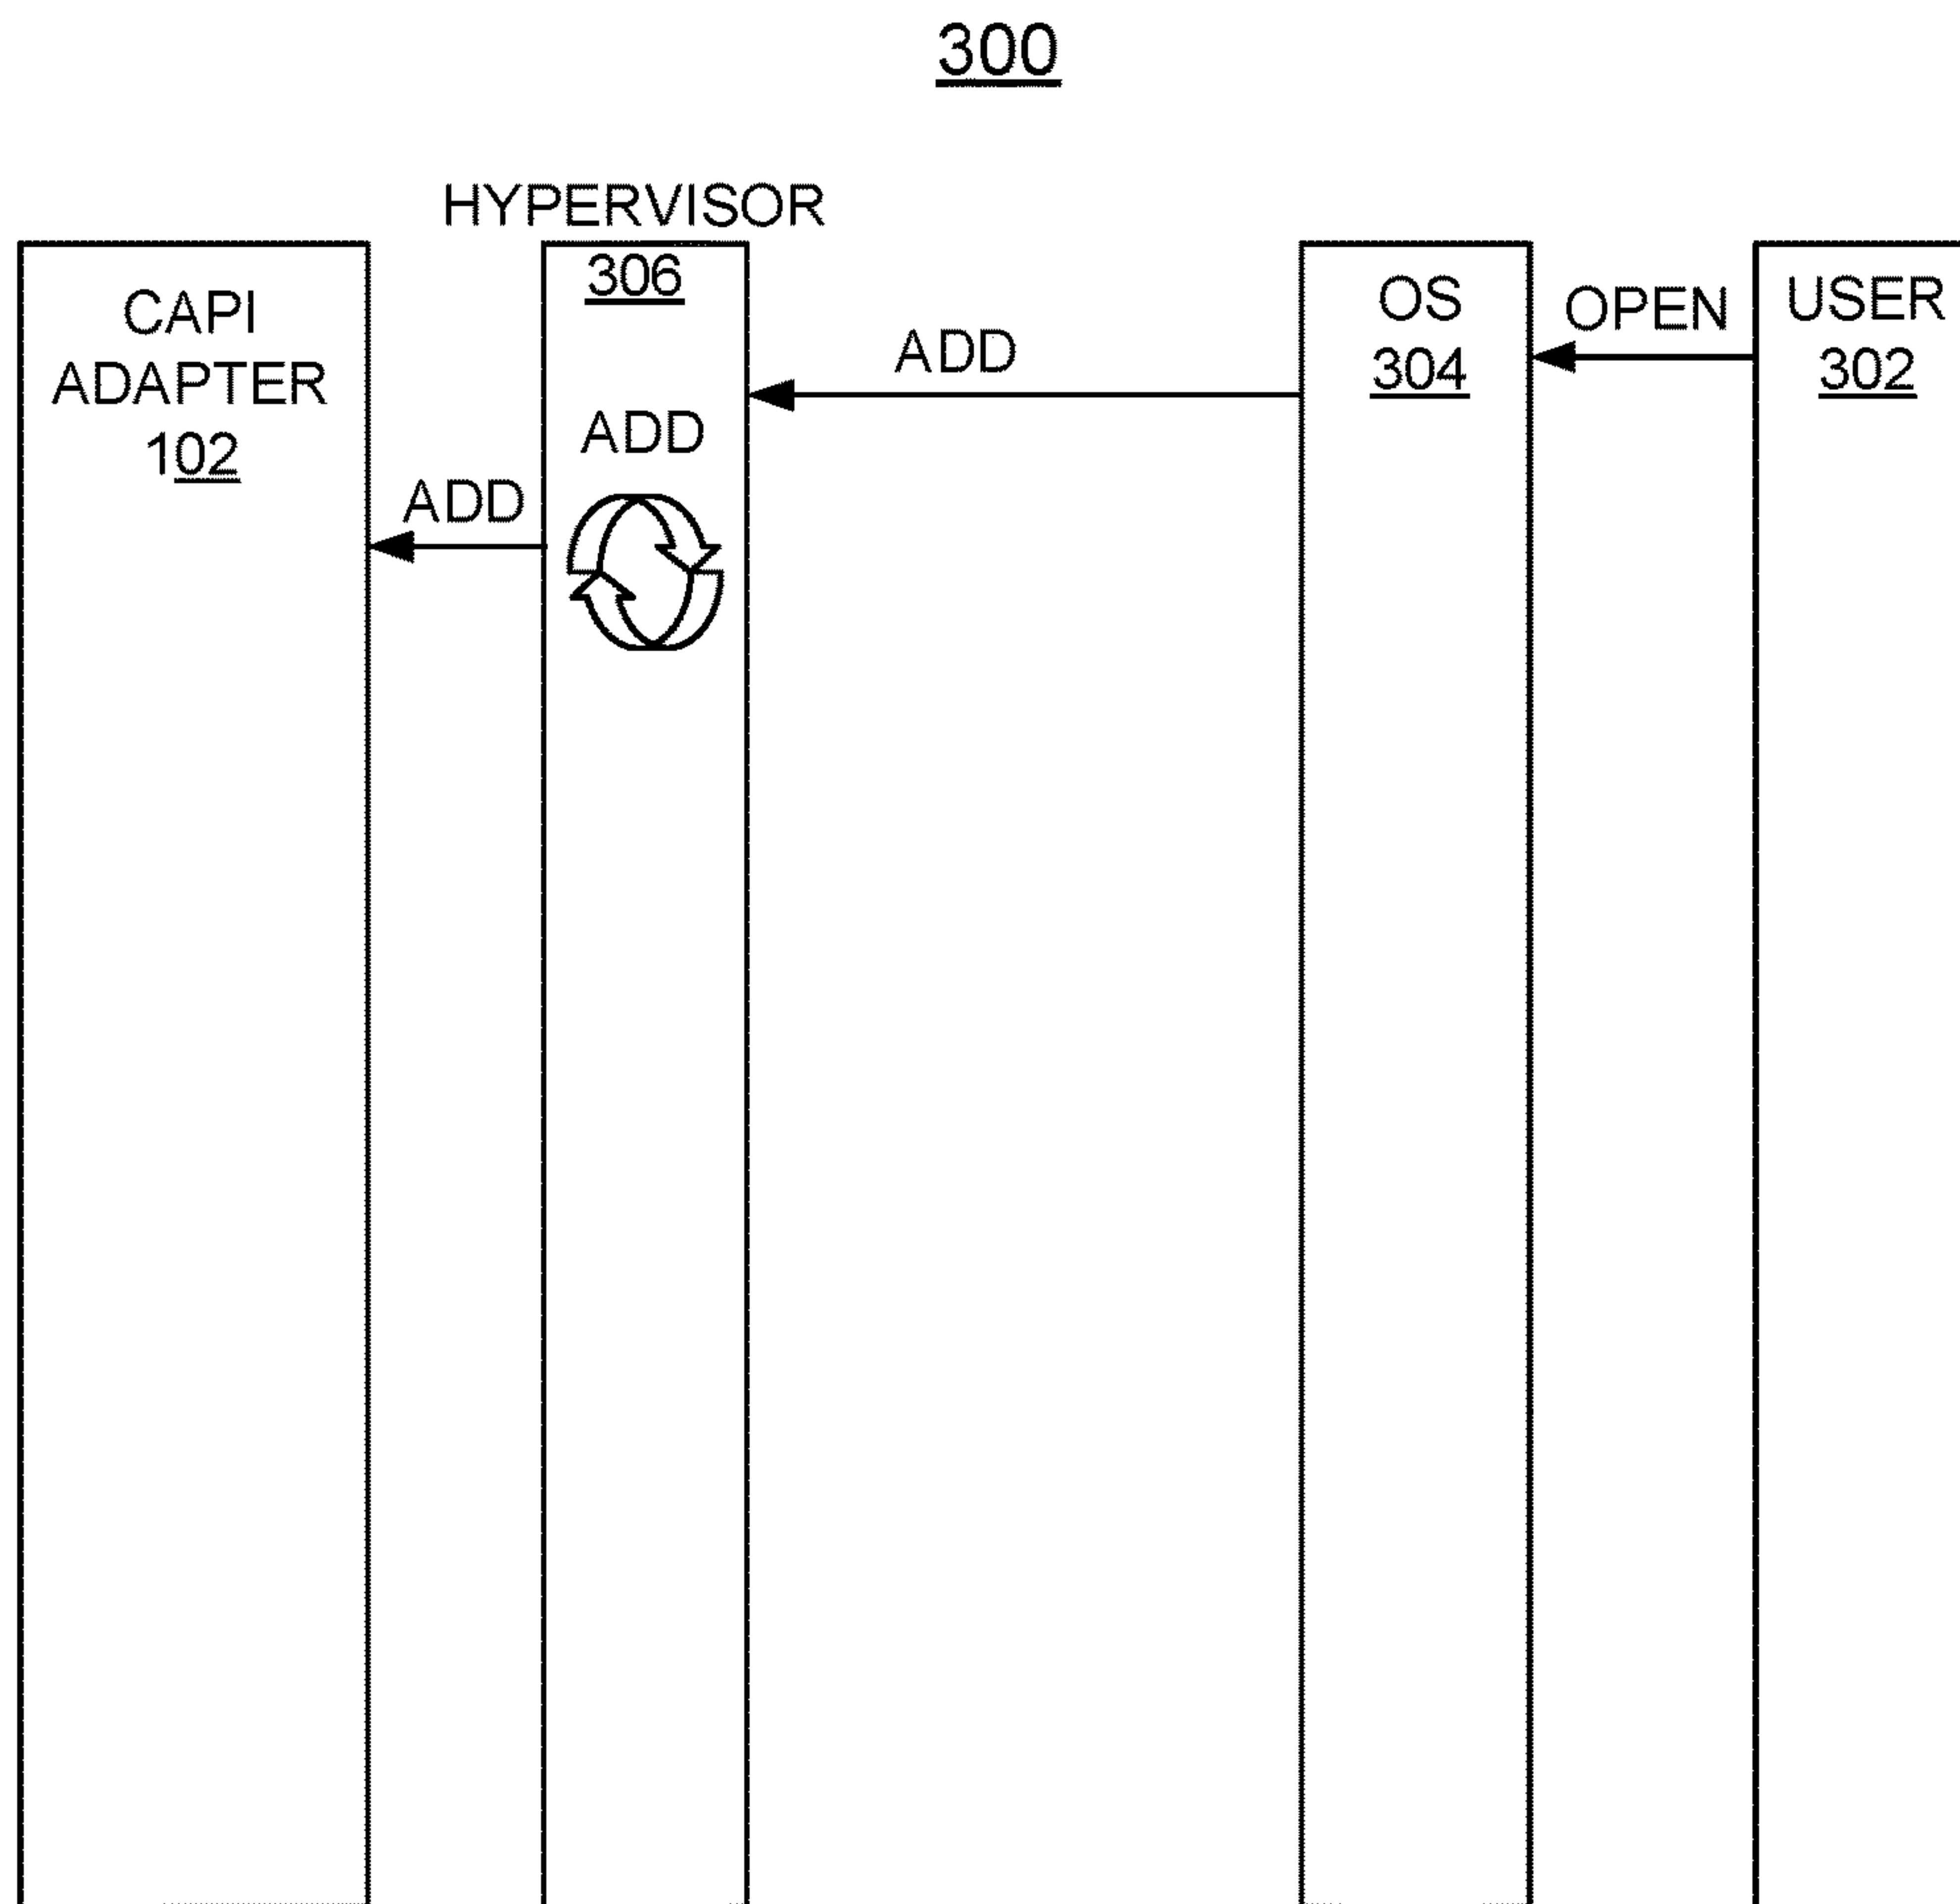 300
HYPERVISOR
306
CAPI
ADAPTER
102
ADD
ADD
ADD
OS
304
OPEN
USER
302